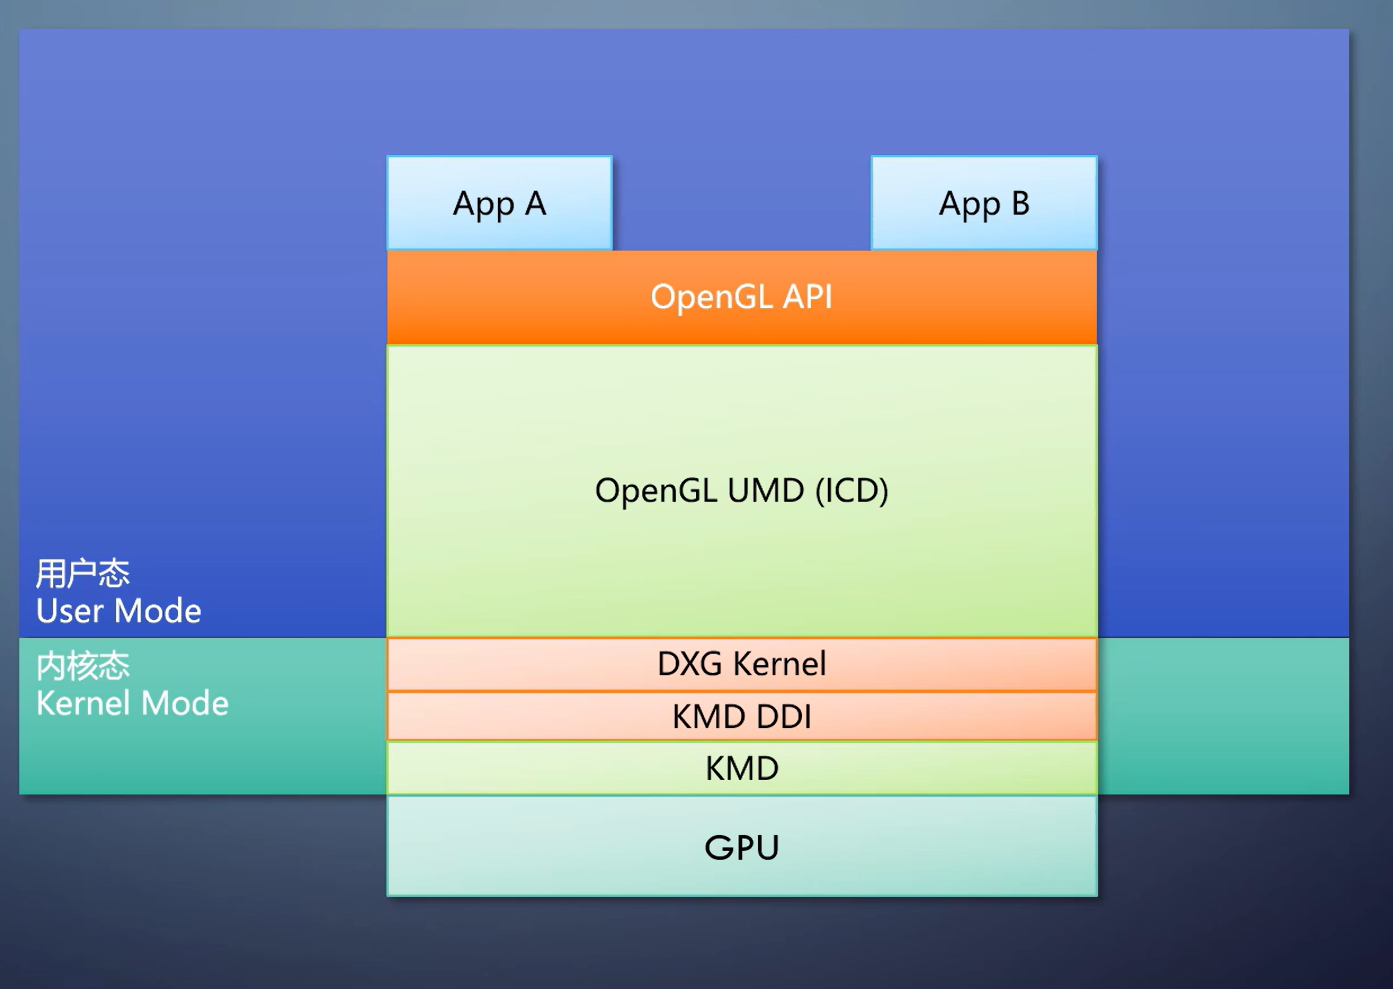 App A
App B
OpenGL API
OpenGL UMD (ICD)
用户态
User Mode
内核态
Kernel Mode
DXG Kernel
KMD DDI
KMD
GPU